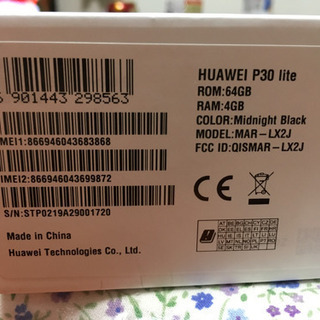 HUAWEI P30 lite
ROM:64GB
RAM:4GB
COLOR:Midnight Black
MODEL:MAR-LX2J
FCC ID:QISMAR-LX2J
901443 298563
IMEI1:866946043683868
IMEI2:866946043699872
S/N:STP0219A29001720
Made in China
Huawei Technologies Co., Ltd.
CE